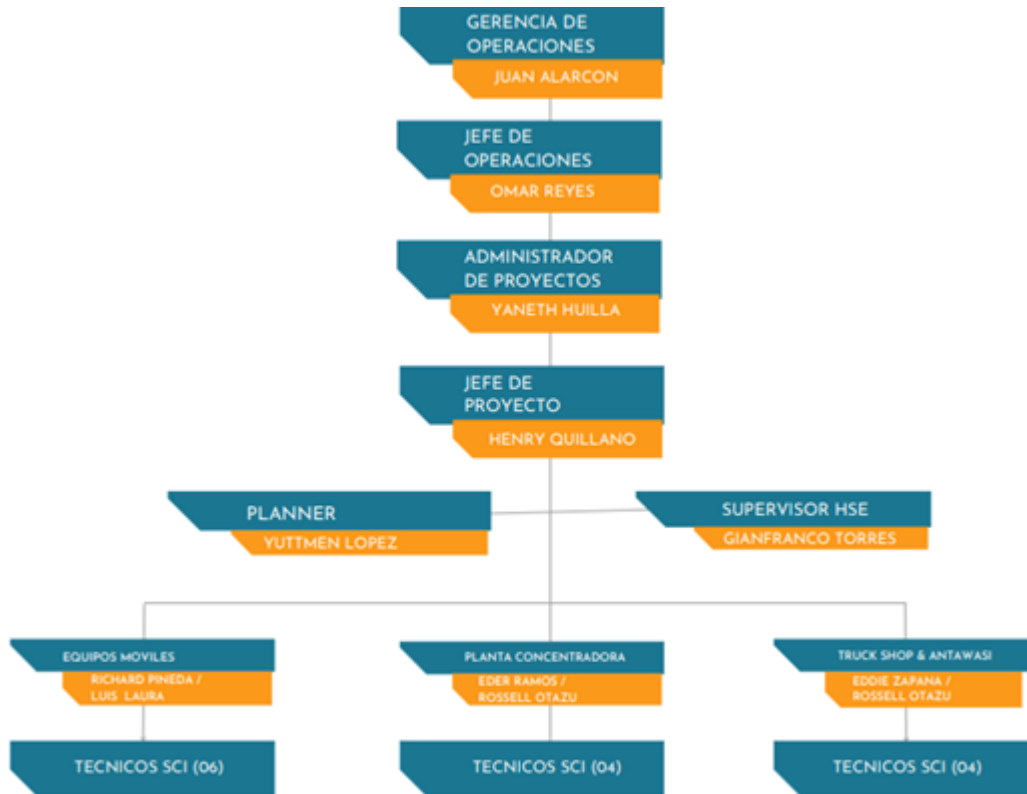 GERENCIA DE
OPERACIONES
JUAN ALARCON
JEFE DE
OPERACIONES
OMAR REYES
ADMINISTRADOR
DE PROYECTOS
YANETH HUILLA
JEFE DE
PROYECTO
HENRY QUILLANO
PLANNER
YUTTMEN LOPEZ
SUPERVISOR HSE
GIANFRANCO TORRES
EQUIPOS MOVILES
RICHARD PINEDA /
LUIS LAURA
PLANTA CONCENTRADORA
EDER RAMOS /
ROSSELL OTAZU
TRUCK SHOP & ANTAWASI
EDDIE ZAPANA /
ROSSELL OTAZU
TECNICOS SCI (06)
TECNICOS SCI (04)
TECNICOS SCI (04)